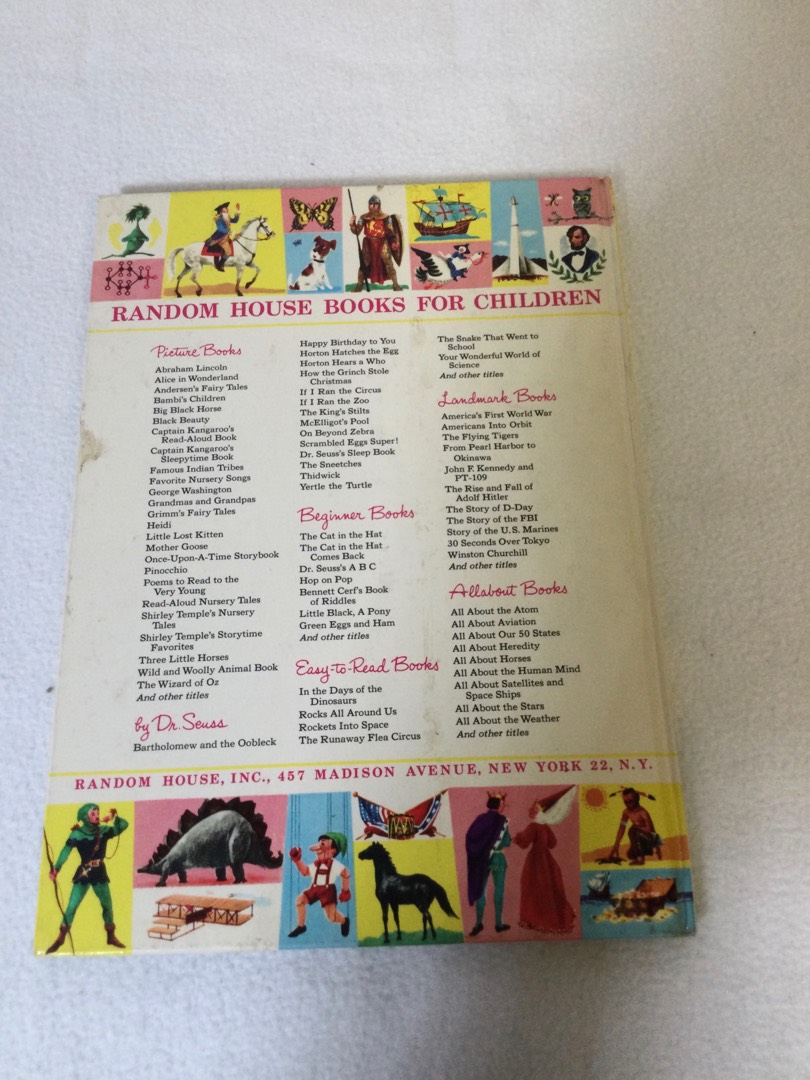 RANDOM HOUSE BOOKS FOR CHILDREN
Picture Books
Abraham Lincoln
Alice in Wonderland
Andersen's Fairy Tales
Bambi's Children
Big Black Horse
Black Beauty
Captain Kangaroo's
Read-Aloud Book
Captain Kangaroo's
Sleepytime Book
Famous Indian Tribes
Favorite Nursery Songs
George Washington
Grandmas and Grandpas
Grimm's Fairy Tales
Heidi
Little Lost Kitten
Mother Goose
Once-Upon-A-Time Storybook
Pinocchio
Poems to Read to the
Very Young
Read-Aloud Nursery Tales
Shirley Temple's Nursery
Tales
Shirley Temple's Storytime
Favorites
Three Little Horses
Wild and Woolly Animal Book
The Wizard of Oz
And other titles
by Dr. Seuss
Bartholomew and the Oobleck
Happy Birthday to You
Horton Hatches the Egg
Horton Hears a Who
How the Grinch Stole
Christmas
If I Ran the Circus
If I Ran the Zoo
The King's Stilts
McElligot's Pool
On Beyond Zebra
Scrambled Eggs Super!
Dr. Seuss's Sleep Book
The Sneetches
Thidwick
Yertle the Turtle
Beginner Books
The Cat in the Hat
The Cat in the Hat
Comes Back
Dr. Seuss's A B C
Hop on Pop
Bennett Cerf's Book
of Riddles
Little Black, A Pony
Green Eggs and Ham
And other titles
Easy-to-Read Books
In the Days of the
Dinosaurs
Rocks All Around Us
Rockets Into Space
The Runaway Flea Circus
The Snake That Went to
School
Your Wonderful World of
Science
And other titles
Landmark Books
America's First World War
Americans Into Orbit
The Flying Tigers
From Pearl Harbor to
Okinawa
John F. Kennedy and
PT-109
The Rise and Fall of
Adolf Hitler
The Story of D-Day
The Story of the FBI
Story of the U.S. Marines
30 Seconds Over Tokyo
Winston Churchill
And other titles
Allabout Books
All About the Atom
All About Aviation
All About Our 50 States
All About Heredity
All About Horses
All About the Human Mind
All About Satellites and
Space Ships
All About the Stars
All About the Weather
And other titles
RANDOM HOUSE, INC., 457 MADISON AVENUE, NEW YORK 22, N.Y.